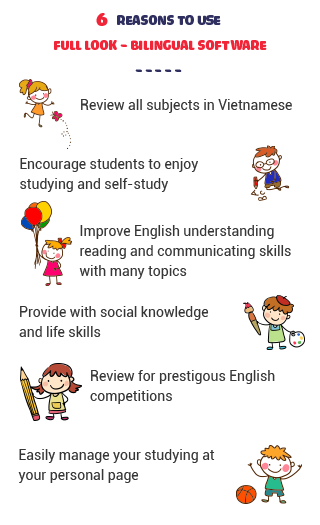 6 REASONS TO USE
FULL LOOK - BILINGUAL SOFTWARE
Review all subjects in Vietnamese
Encourage students to enjoy
studying and self-study
Improve English understanding
reading and communicating skills
with many topics
Provide with social knowledge
and life skills
Review for prestigous English
competitions
Easily manage your studying at
your personal page